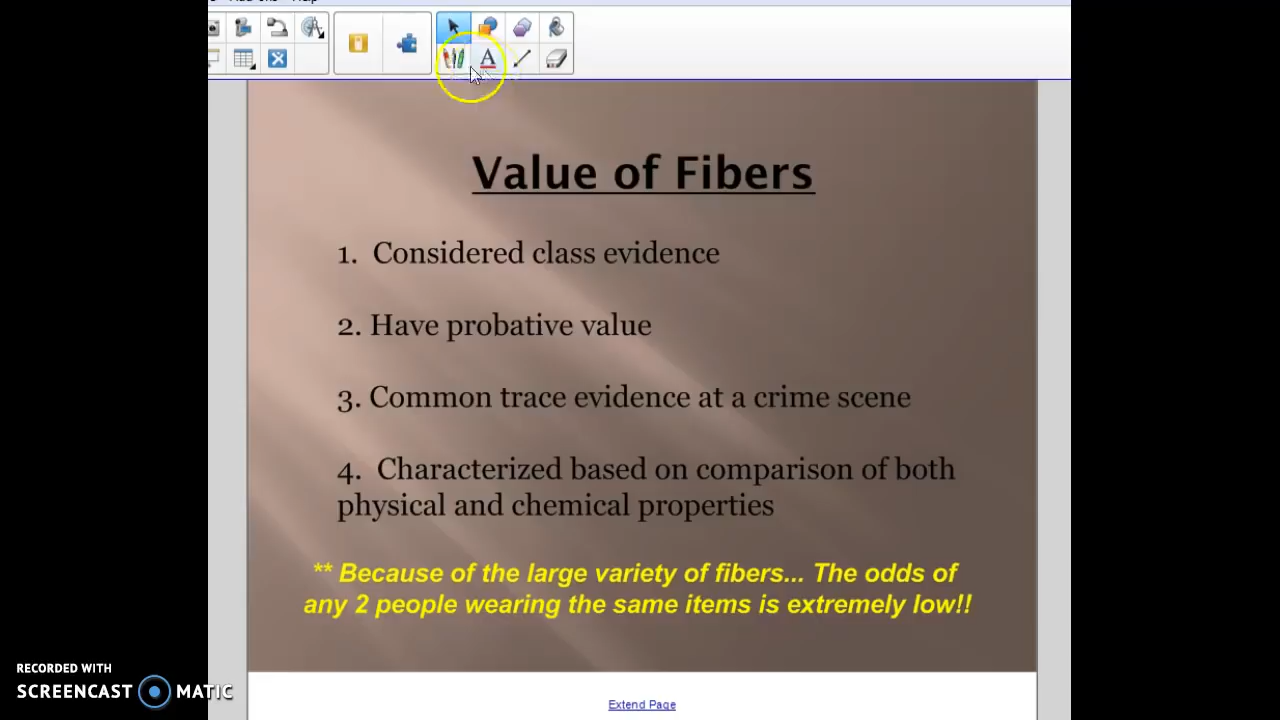 Help
A
Value of Fibers
1. Considered class evidence
2. Have probative value
3. Common trace evidence at a crime scene
4. Characterized based on comparison of both
physical and chemical properties
** Because of the large variety of fibers... The odds of
any 2 people wearing the same items is extremely low!!
Extend Page
RECORDED WITH
SCREENCAST MATIC